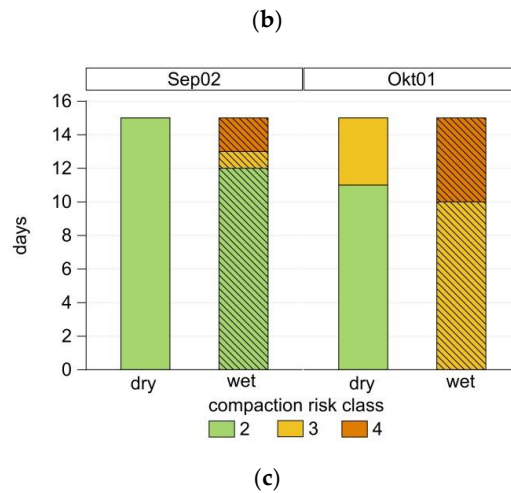 (b)
Sep02 Okt01
16
14
12
10
8
6
4
2
0
days
dry wet dry wet
compaction risk class
2 3 4
(c)